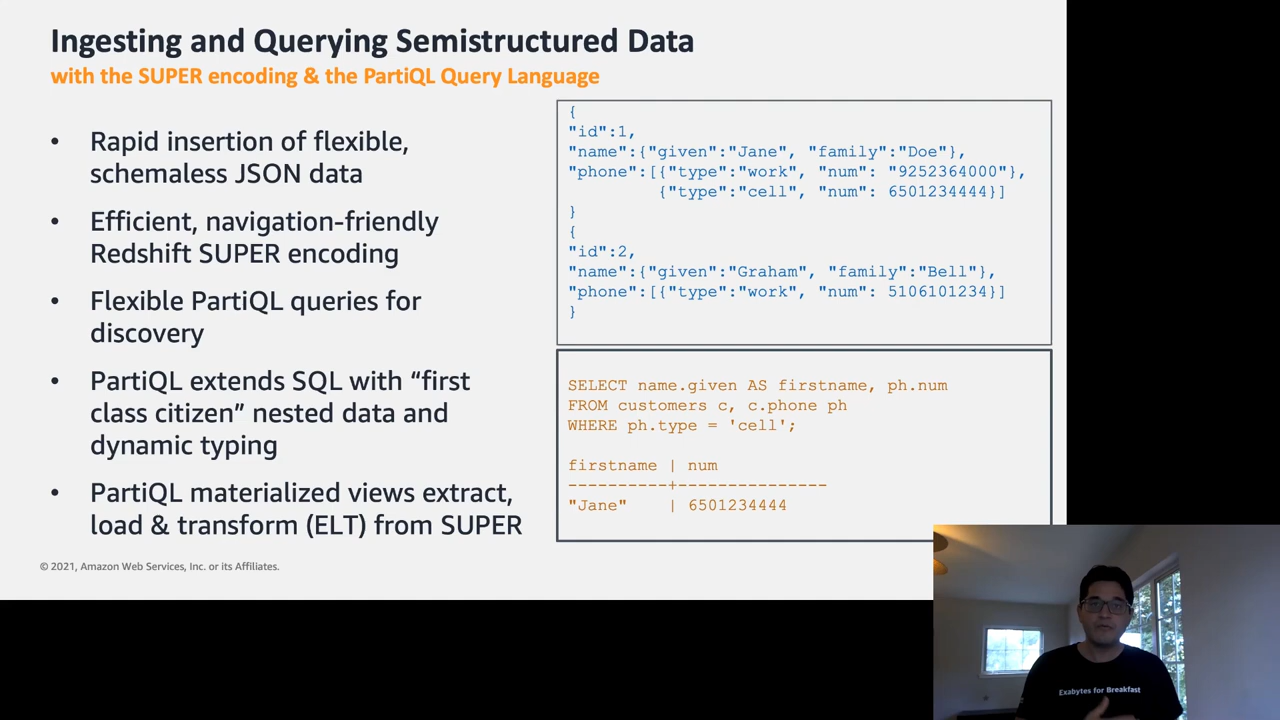 Ingesting and Querying Semistructured Data
with the SUPER encoding & the PartiQL Query Language
• Rapid insertion of flexible,
schemaless JSON data
• Efficient, navigation-friendly
Redshift SUPER encoding
• Flexible PartiQL queries for
discovery
• PartiQL extends SQL with “first
class citizen” nested data and
dynamic typing
• PartiQL materialized views extract,
load & transform (ELT) from SUPER
{
"id":1,
"name":{"given":"Jane", "family":"Doe"},
"phone":[{"type":"work", "num": "9252364000"},
{"type":"cell", "num": 6501234444}]
}
{
"id":2,
"name":{"given":"Graham", "family":"Bell"},
"phone":[{"type":"work", "num": 5106101234}]
}
SELECT name.given AS firstname, ph.num
FROM customers c, c.phone ph
WHERE ph.type = 'cell';
firstname | num
----------+---------------
"Jane" | 6501234444
© 2021, Amazon Web Services, Inc. or its Affiliates.
Exabytes for Breakfast